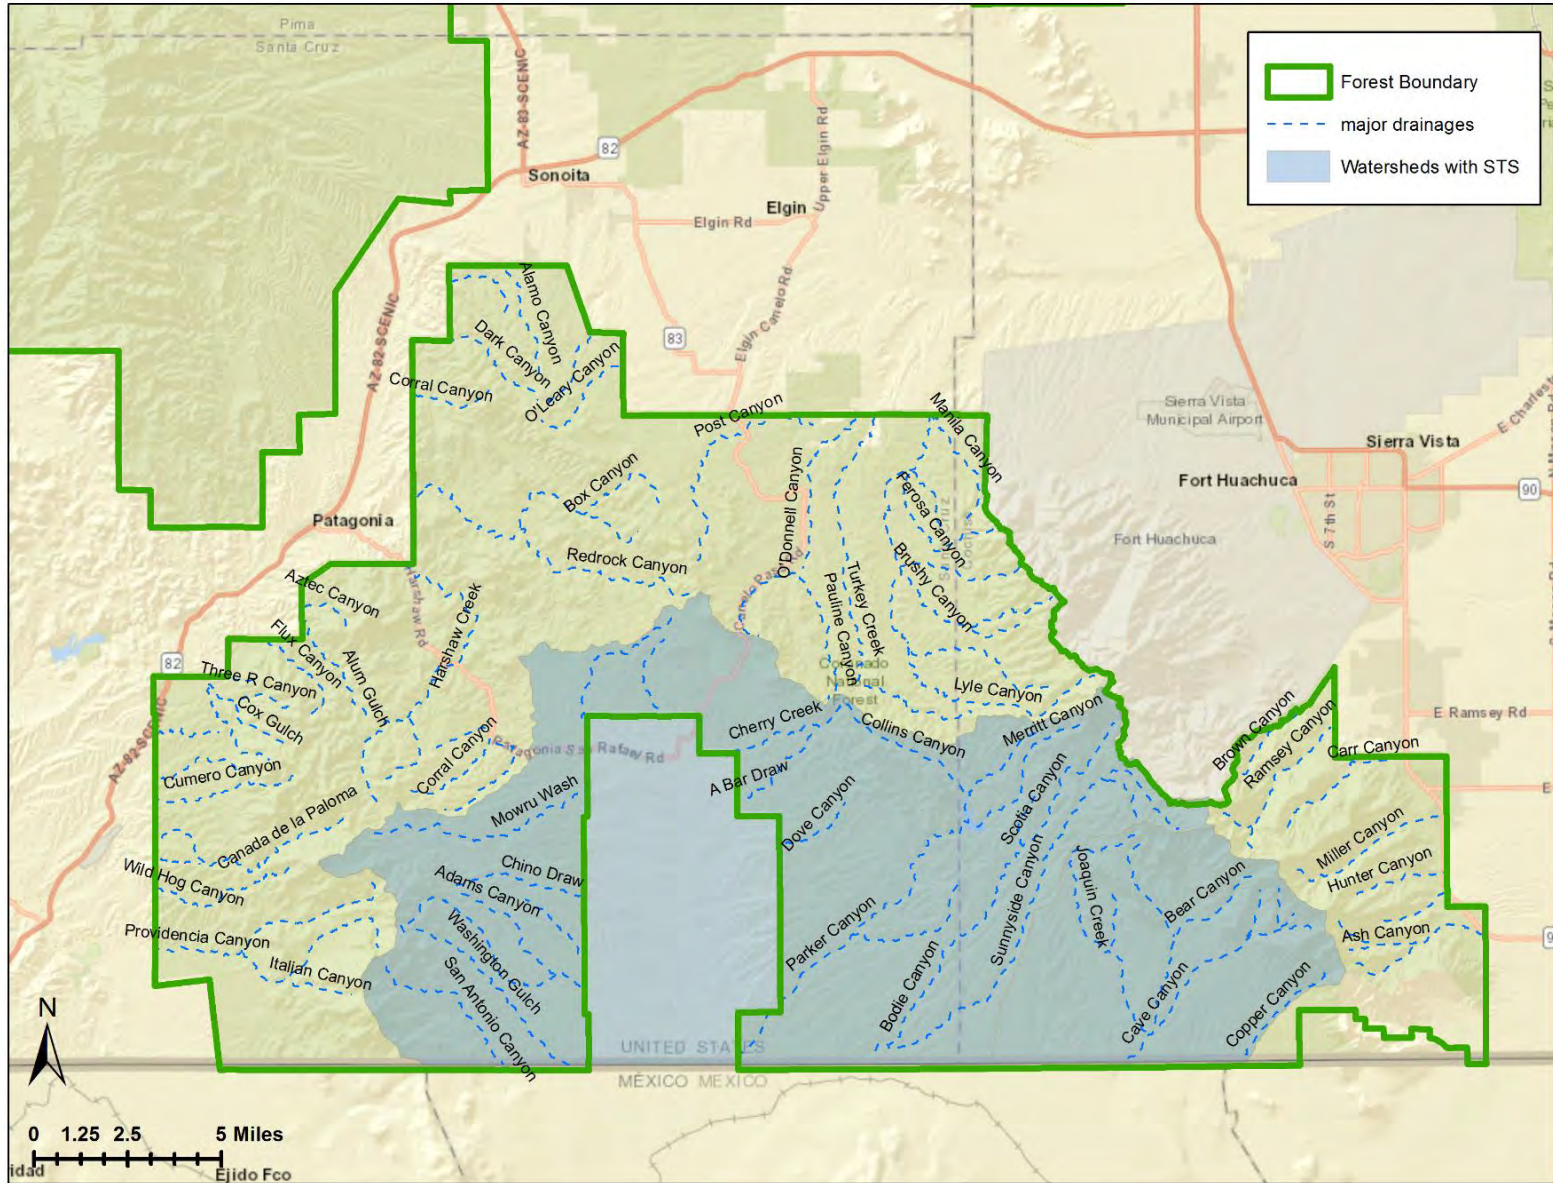 Pima
Santa Cruz
AZ-83-SCENIC
82
Sonoita
Upper Elgin Rd
Elgin
Elgin Rd
Forest Boundary
major drainages
Watersheds with STS
AZ-82-SCENIC
83
Elgin Canelo Rd
Alamo Canyon
Dark Canyon
O'Leary Canyon
Corral Canyon
Post Canyon
Manila Canyon
Sierra Vista
Municipal Airport
Sierra Vista
E Charles
Fort Huachuca
90
S 7th St
Fort Huachuca
Box Canyon
O'Donnell Canyon
Ferosa Canyon
Brushy Canyon
Patagonia
Redrock Canyon
Harshaw Rd
Harshaw Creek
Turkey Creek
Pauline Canyon
Aztec Canyon
Flux Canyon
Alum Gulch
Three R Canyon
Cox Gulch
82
Coronado
National
Forest
Lyle Canyon
Merritt Canyon
Collins Canyon
Cherry Creek
A Bar Draw
Dove Canyon
Patagonia San Rafael Rd
Corral Canyon
Mowru Wash
Cumero Canyon
AZ-82-SCENIC
Canada de la Paloma
Wild Hog Canyon
Providencia Canyon
Italian Canyon
Chino Draw
Adams Canyon
Washington Gulch
San Antonio Canyon
Parker Canyon
Bodie Canyon
Sunnyside Canyon
Scotia Canyon
Joaquin Creek
Bear Canyon
Cave Canyon
Copper Canyon
Brown Canyon
Ramsey Canyon
E Ramsey Rd
Carr Canyon
Miller Canyon
Hunter Canyon
Ash Canyon
UNITED STATES
MÉXICO MEXICO
N
0 1.25 2.5 5 Miles
Ejido Fco